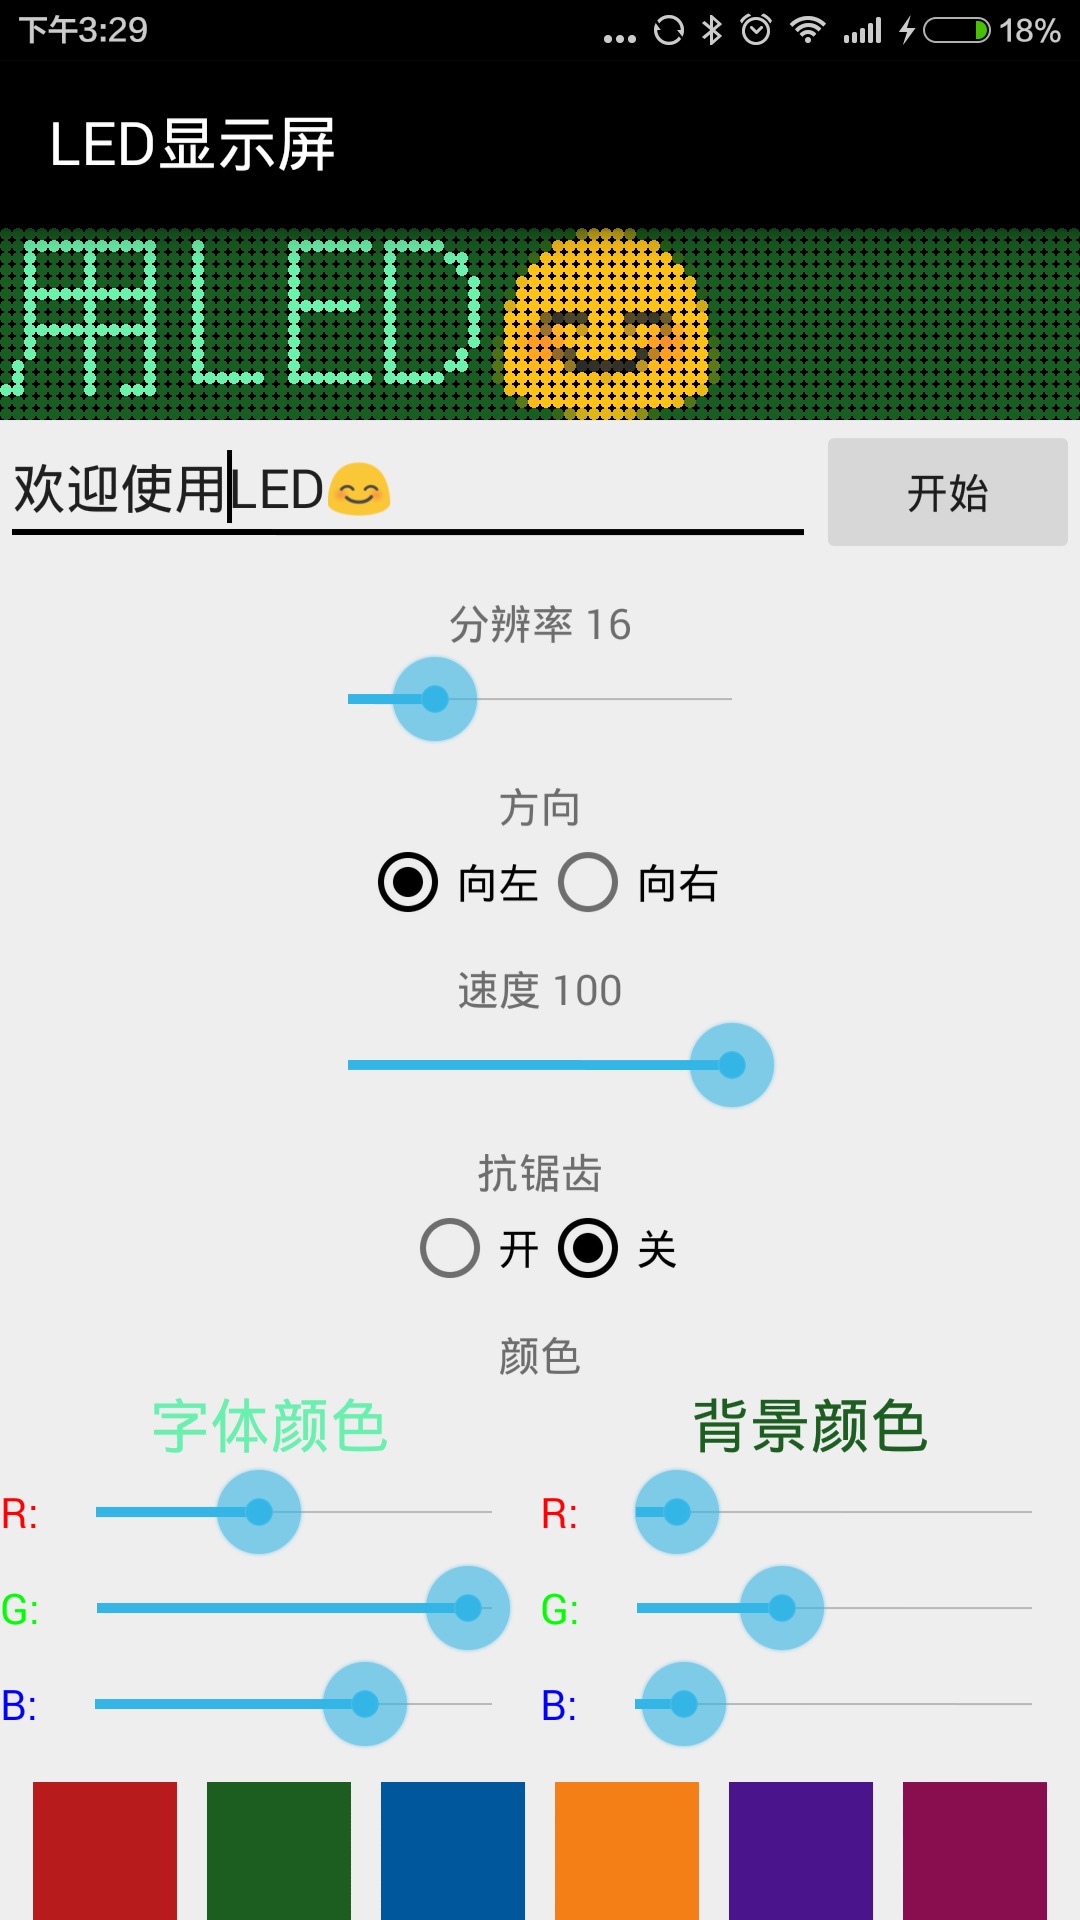 下午3:29
18%
LED显示屏
用LED
欢迎使用LED😊
开始
分辨率 16
方向
向左 向右
速度 100
抗锯齿
开 关
颜色
字体颜色 背景颜色
R: R:
G: G:
B: B: